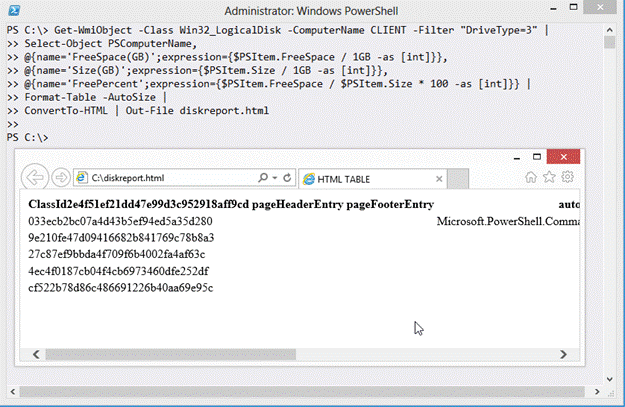 Administrator: Windows PowerShell
PS C:\> Get-WmiObject -Class Win32_LogicalDisk -ComputerName CLIENT -Filter "DriveType=3" |
>> Select-Object PSComputerName,
>> @{name='FreeSpace(GB)';expression={$PSItem.FreeSpace / 1GB -as [int]}},
>> @{name='Size(GB)';expression={$PSItem.Size / 1GB -as [int]}},
>> @{name='FreePercent';expression={$PSItem.FreeSpace / $PSItem.Size * 100 -as [int]}} |
>> Format-Table -AutoSize |
>> ConvertTo-HTML | Out-File diskreport.html
>>
PS C:\>
C:\diskreport.html
HTML TABLE
ClassId2e4f51ef21dd47e99d3c952918aff9cd pageHeaderEntry pageFooterEntry auto
033ecb2bc07a4d43b5ef94ed5a35d280 Microsoft.PowerShell.Comma
9e210fe47d09416682b841769c78b8a3
27c87ef9bbda4f709f6b4002fa4af63c
4ec4f0187cb04f4cb6973460dfe252df
cf522b78d86c486691226b40aa69e95c